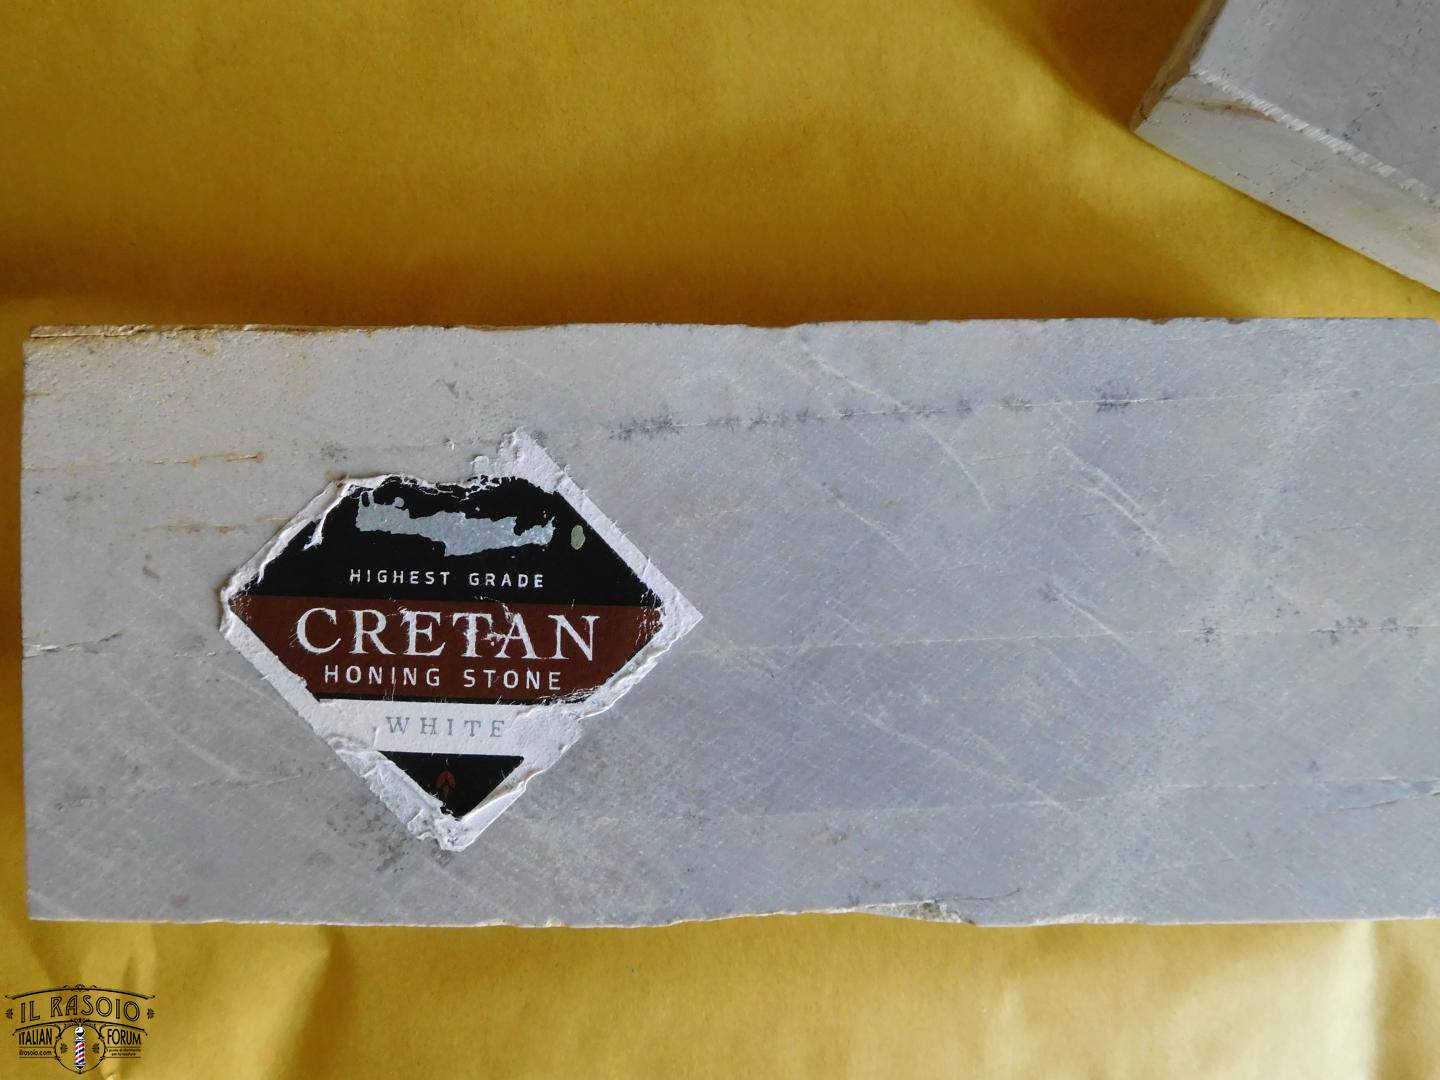 HIGHEST GRADE
CRETAN
HONING STONE
WHITE
IL RASOIO
ITALIAN FORUM
ilrasoio.com